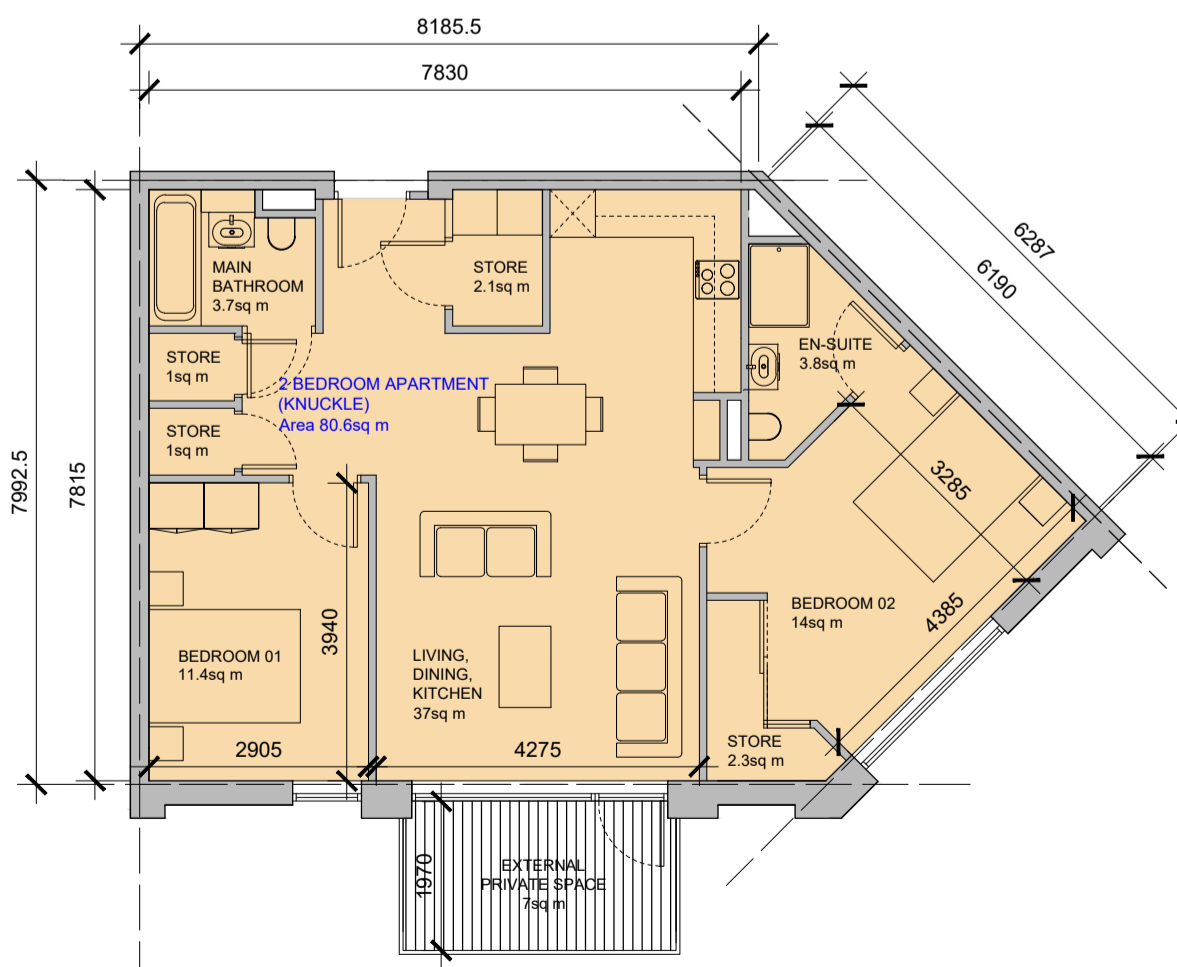 8185.5
7830
6287
6190
7992.5
7815
MAIN
BATHROOM
3.7sq m
STORE
2.1sq m
EN-SUITE
3.8sq m
STORE
1sq m
2 BEDROOM APARTMENT
(KNUCKLE)
Area 80.6sq m
STORE
1sq m
3285
4385
3940
BEDROOM 02
14sq m
BEDROOM 01
11.4sq m
LIVING,
DINING,
KITCHEN
37sq m
2905
4275
STORE
2.3sq m
1970
EXTERNAL
PRIVATE SPACE
7sq m